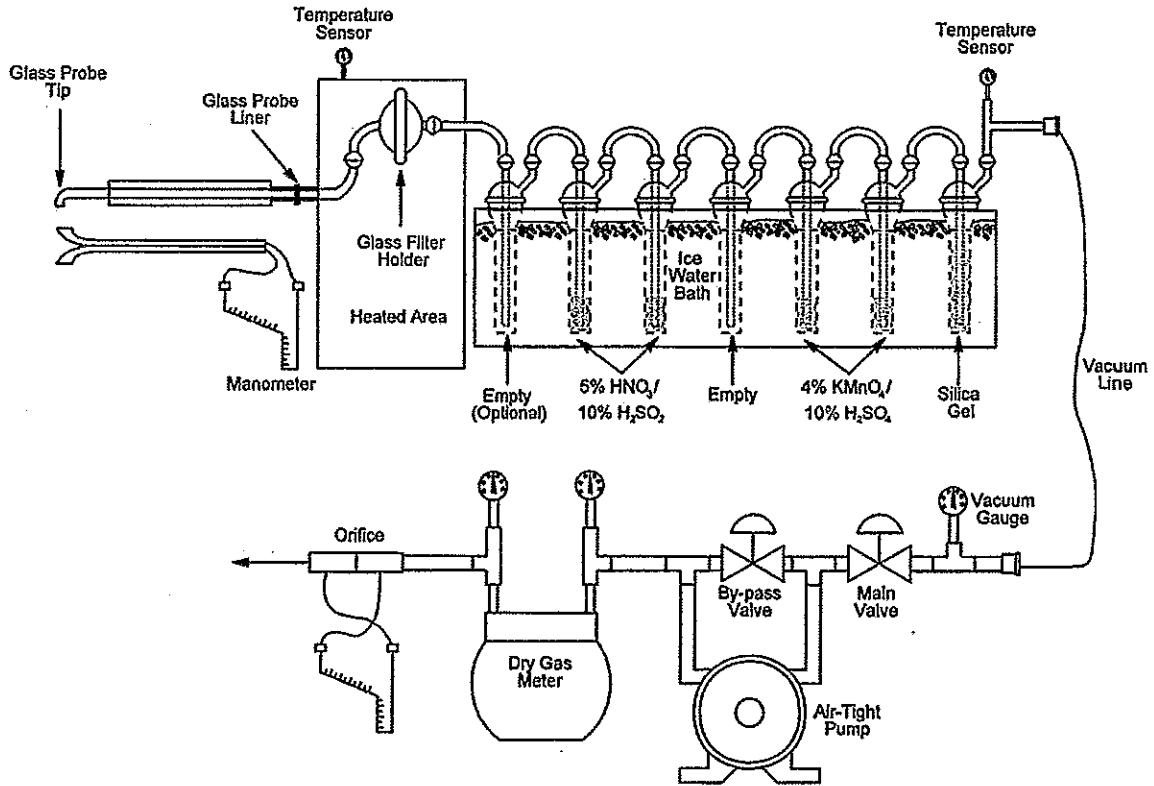 Temperature
Sensor
Temperature
Sensor
Glass Probe
Tip
Glass Probe
Liner
Glass Filter
Holder
Heated Area
Ice
Water
Bath
Manometer
Empty
(Optional)
5% HNO₃/
10% H₂SO₂
Empty
4% KMnO₄/
10% H₂SO₄
Silica
Gel
Vacuum
Line
Orifice
Vacuum
Gauge
By-pass
Valve
Main
Valve
Dry Gas
Meter
Air-Tight
Pump